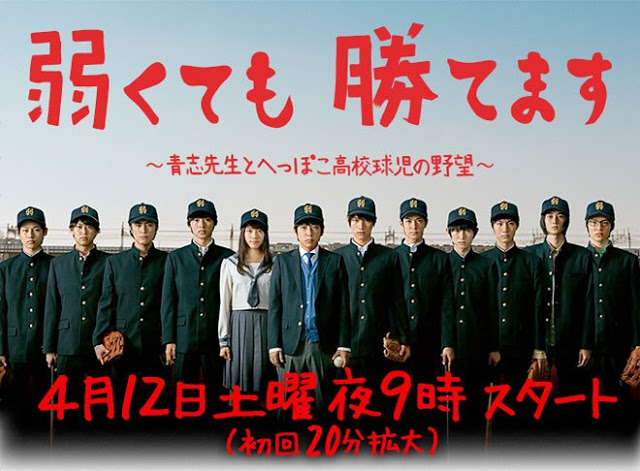 弱くても 勝てます
～青志先生とへっぽこ高校球児の野望～
4月12日土曜 夜9時 スタート
(初回20分拡大)